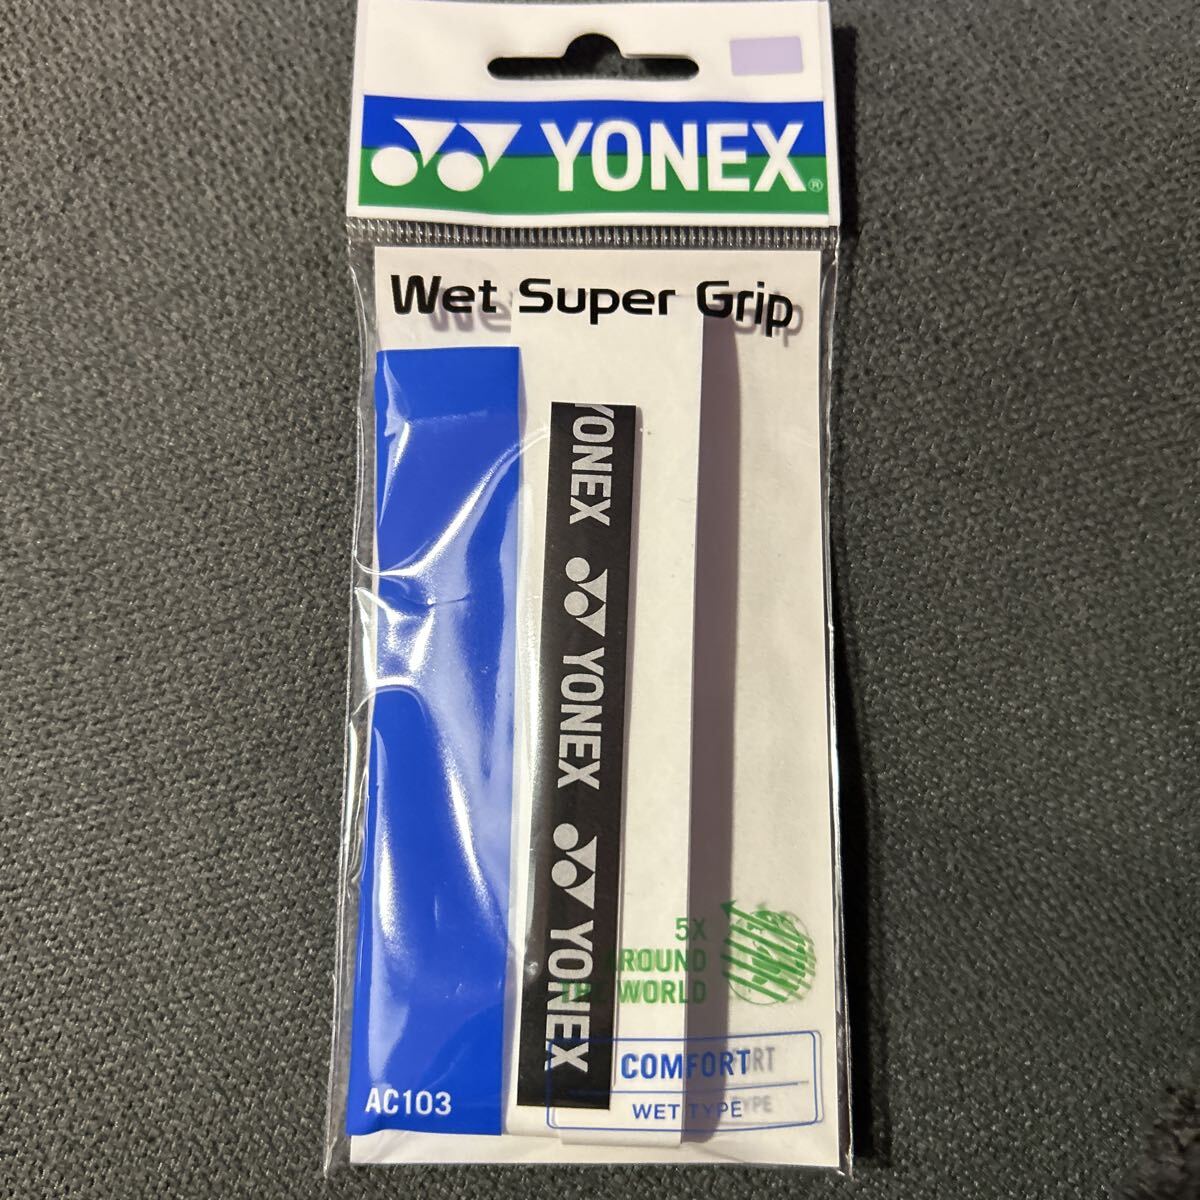 YONEX®
Wet Super Grip
YONEX
YONEX
YONEX
5X
AROUND
THE WORLD
COMFORT
WET TYPE
AC103